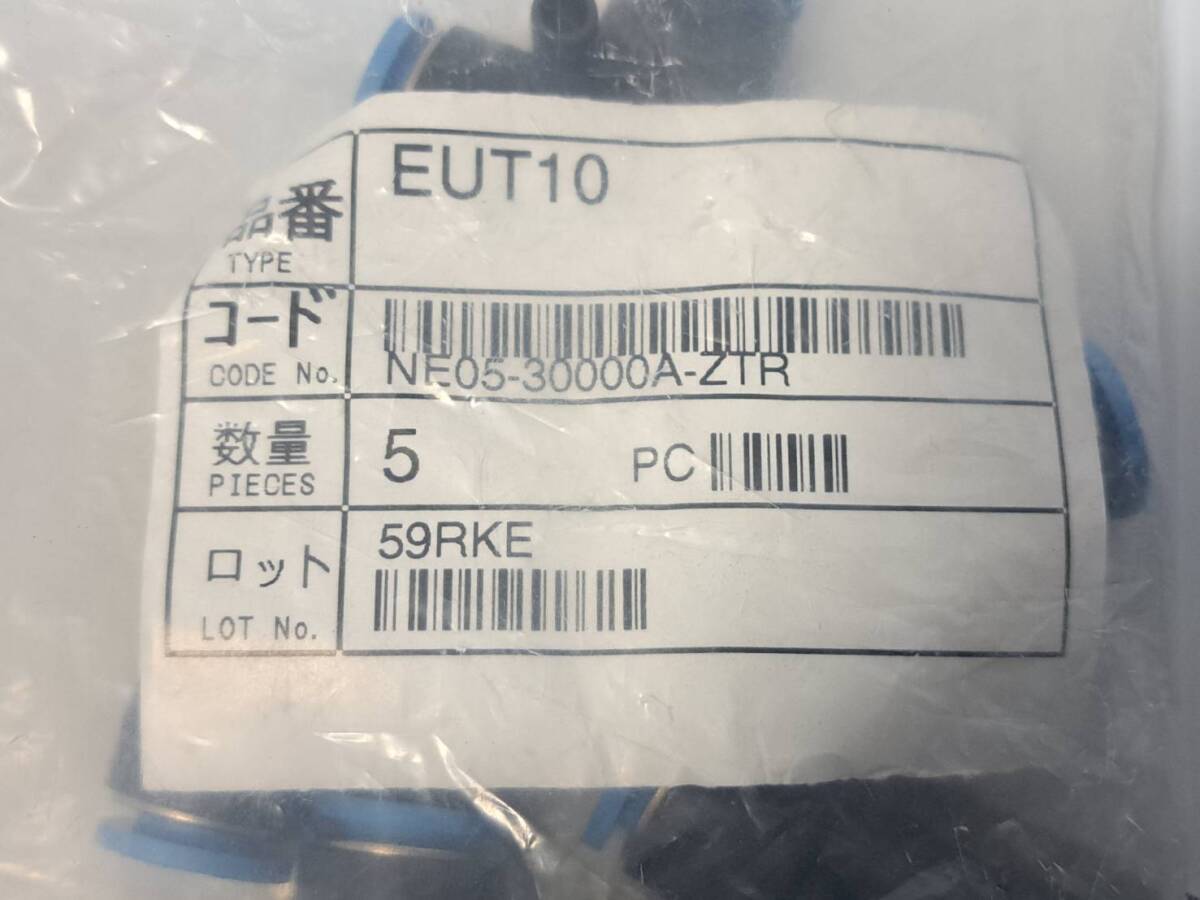 品番 EUT10
TYPE
コード
CODE No. NE05-30000A-ZTR
数量 5 PC
PIECES
59RKE
ロット
LOT No.